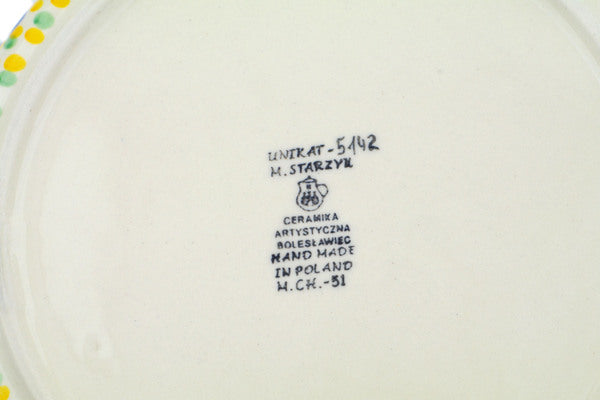 UNIKAT-5142
M. STARZYK
CERAMIKA
ARTYSTYCZNA
BOLESŁAWIEC
HAND MADE
IN POLAND
M.CH.-51